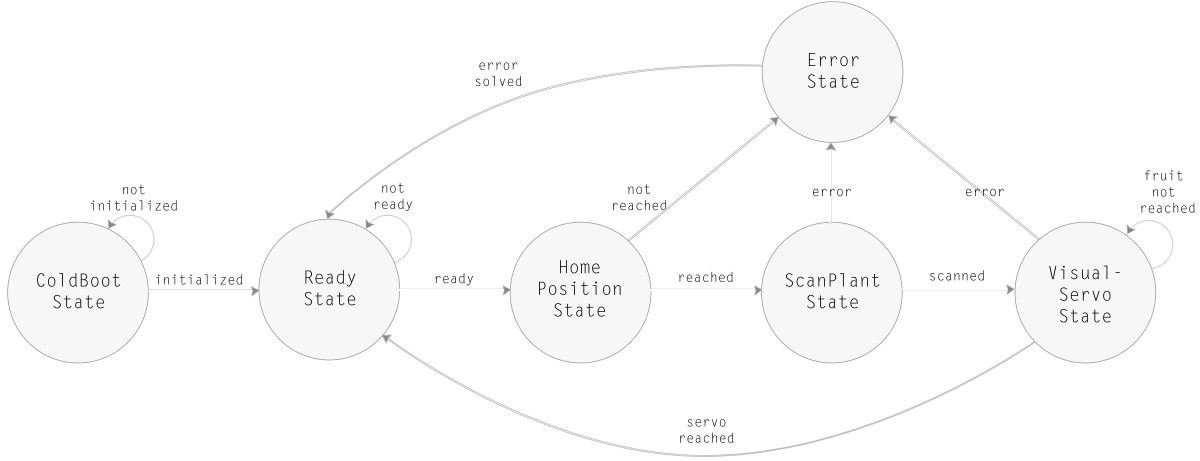 Error
State
error
solved
not
initialized
not
ready
not
reached
error
error
fruit
not
reached
ColdBoot
State
initialized
Ready
State
ready
Home
Position
State
reached
ScanPlant
State
scanned
Visual-
Servo
State
servo
reached